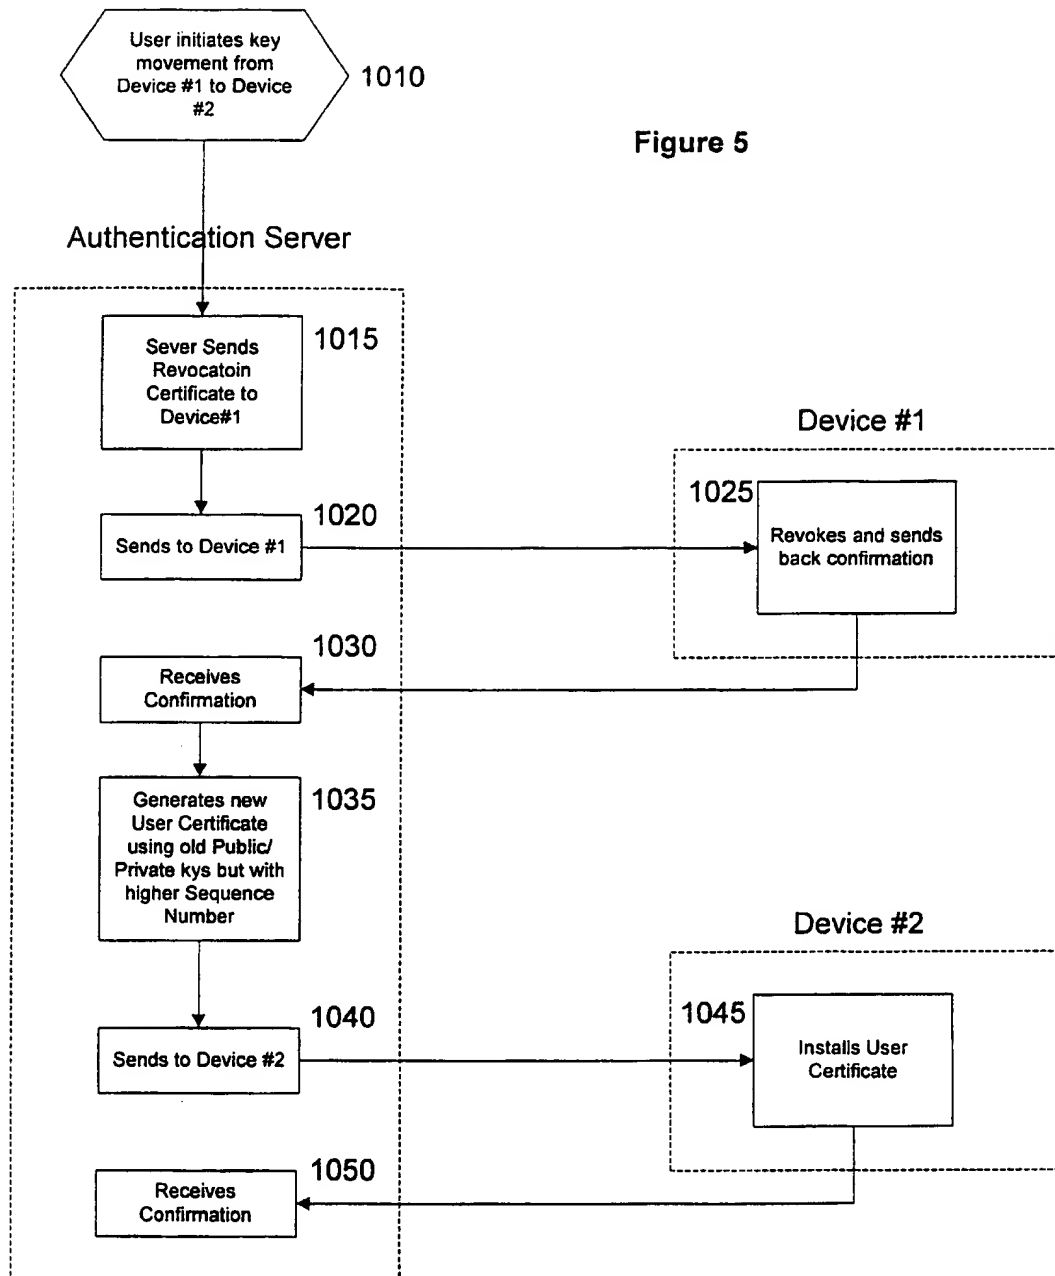 User initiates key
movement from
Device #1 to Device
#2
1010
Figure 5
Authentication Server
1015
Sever Sends
Revocatoin
Certificate to
Device#1
Device #1
1020
Sends to Device #1
1025
Revokes and sends
back confirmation
1030
Receives
Confirmation
1035
Generates new
User Certificate
using old Public/
Private kys but with
higher Sequence
Number
Device #2
1040
Sends to Device #2
1045
Installs User
Certificate
1050
Receives
Confirmation